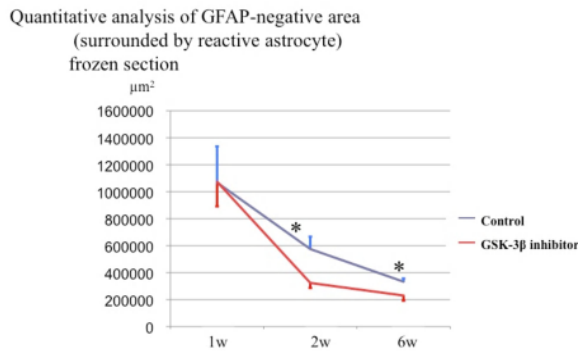 Quantitative analysis of GFAP-negative area
(surrounded by reactive astrocyte)
frozen section
µm²
1600000
1400000
1200000
1000000
800000
600000
400000
200000
0
*
*
1w
2w
6w
Control
GSK-3β inhibitor